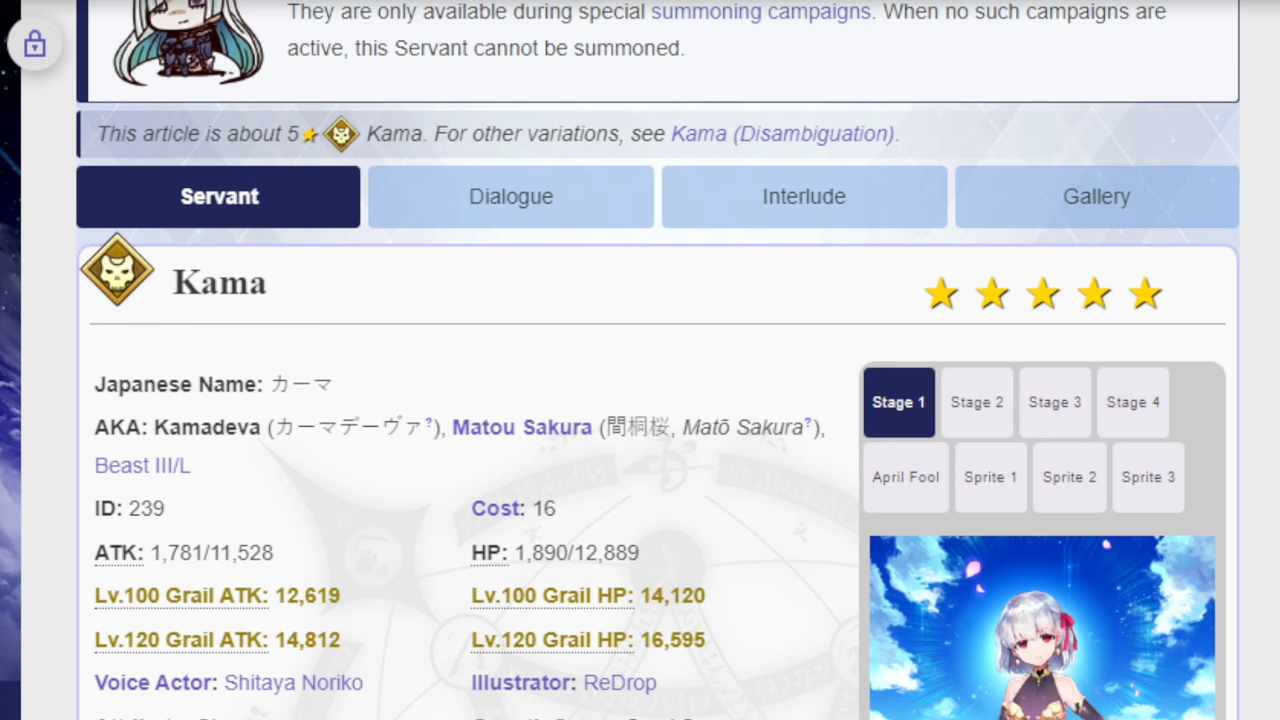 They are only available during special summoning campaigns. When no such campaigns are
active, this Servant cannot be summoned.
This article is about 5 Kama. For other variations, see Kama (Disambiguation).
Servant Dialogue Interlude Gallery
Kama
Japanese Name: カーマ
AKA: Kamadeva (カーマデーヴァ?), Matou Sakura (間桐桜, Matō Sakura?),
Beast III/L
ID: 239 Cost: 16
ATK: 1,781/11,528 HP: 1,890/12,889
Lv.100 Grail ATK: 12,619 Lv.100 Grail HP: 14,120
Lv.120 Grail ATK: 14,812 Lv.120 Grail HP: 16,595
Voice Actor: Shitaya Noriko Illustrator: ReDrop
Stage 1 Stage 2 Stage 3 Stage 4
April Fool Sprite 1 Sprite 2 Sprite 3